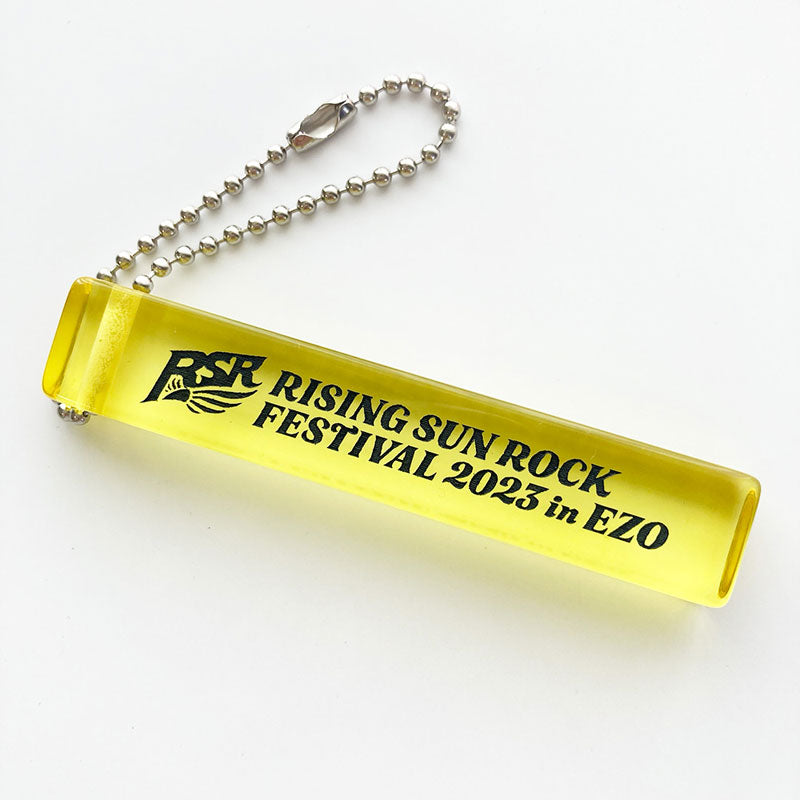 RSR
RISING SUN ROCK
FESTIVAL 2023 in EZO